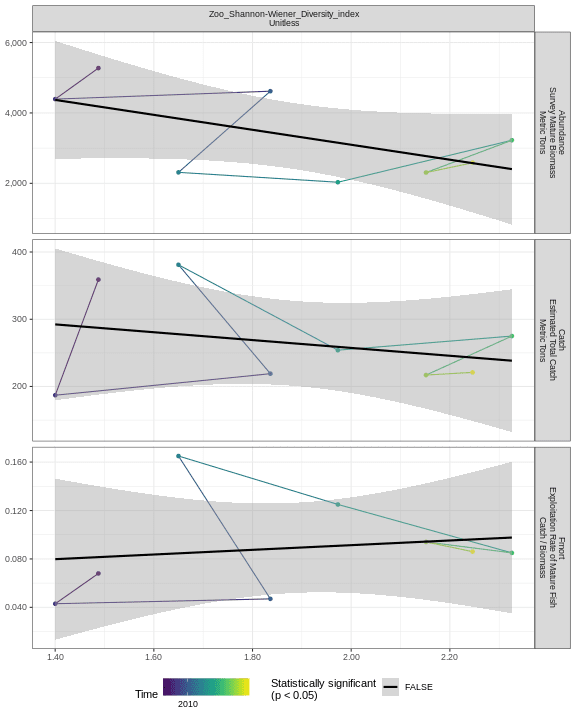 Zoo_Shannon-Wiener_Diversity_index
Unitless
6,000
4,000
2,000
Abundance
Survey Mature Biomass
Metric Tons
400
300
200
Catch
Estimated Total Catch
Metric Tons
0.160
0.120
0.080
0.040
Fmort
Exploitation Rate of Mature Fish
Catch / Biomass
1.40
1.60
1.80
2.00
2.20
Time
2010
Statistically significant
(p < 0.05)
FALSE